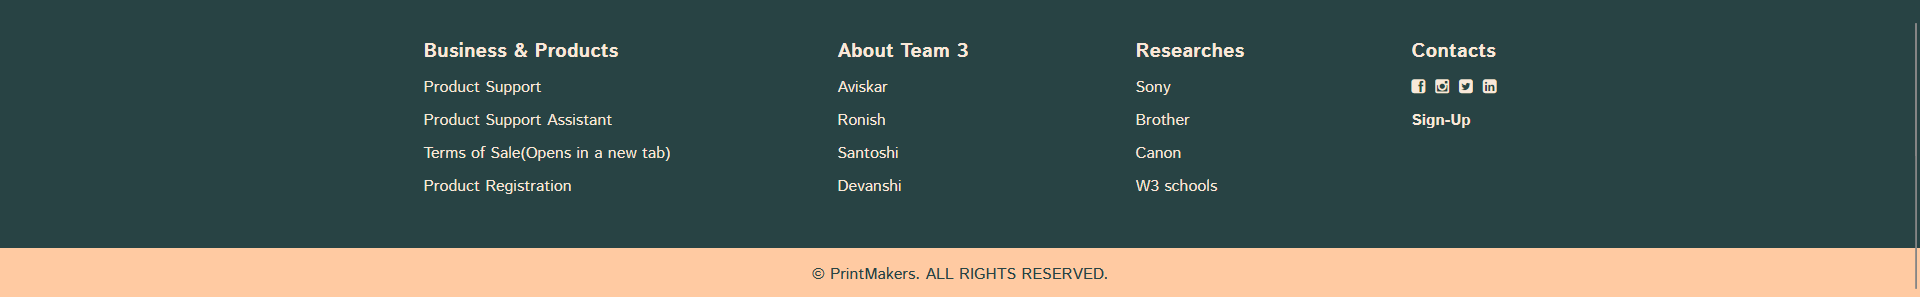 Business & Products
Product Support
Product Support Assistant
Terms of Sale(Opens in a new tab)
Product Registration
About Team 3
Aviskar
Ronish
Santoshi
Devanshi
Researches
Sony
Brother
Canon
W3 schools
Contacts
Sign-Up
© PrintMakers. ALL RIGHTS RESERVED.